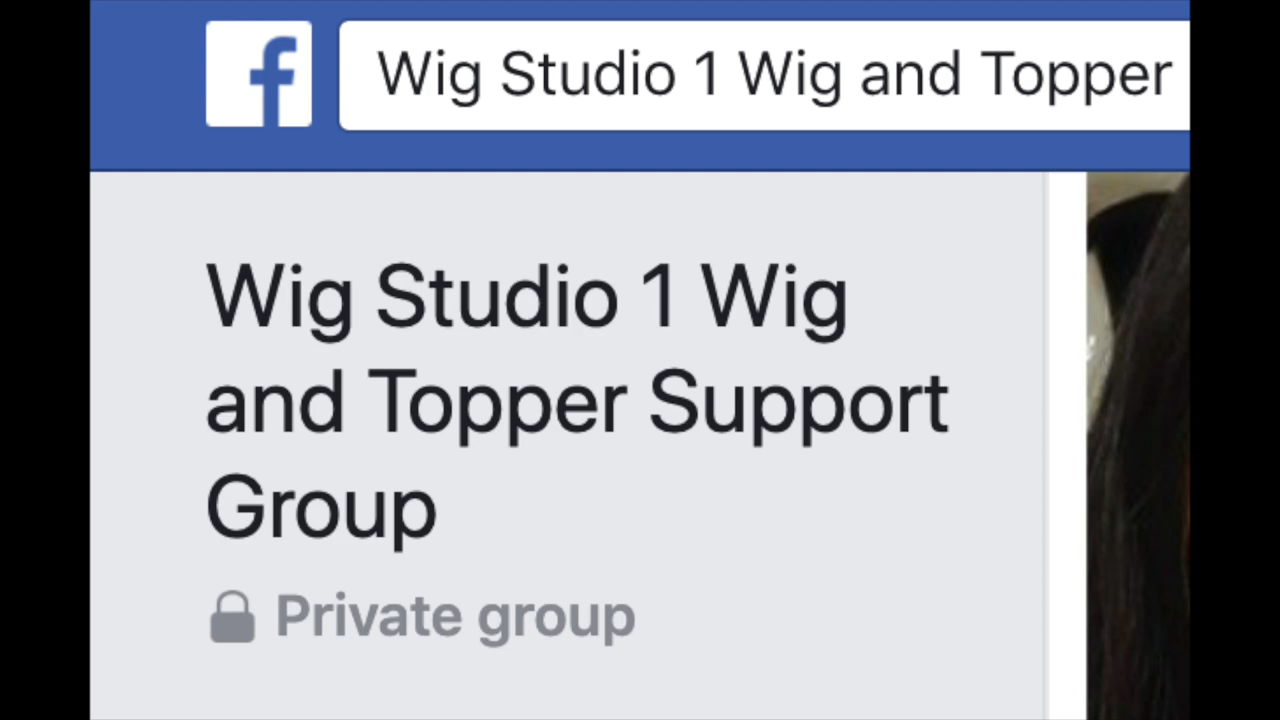 f
Wig Studio 1 Wig and Topper
Wig Studio 1 Wig
and Topper Support
Group
Private group